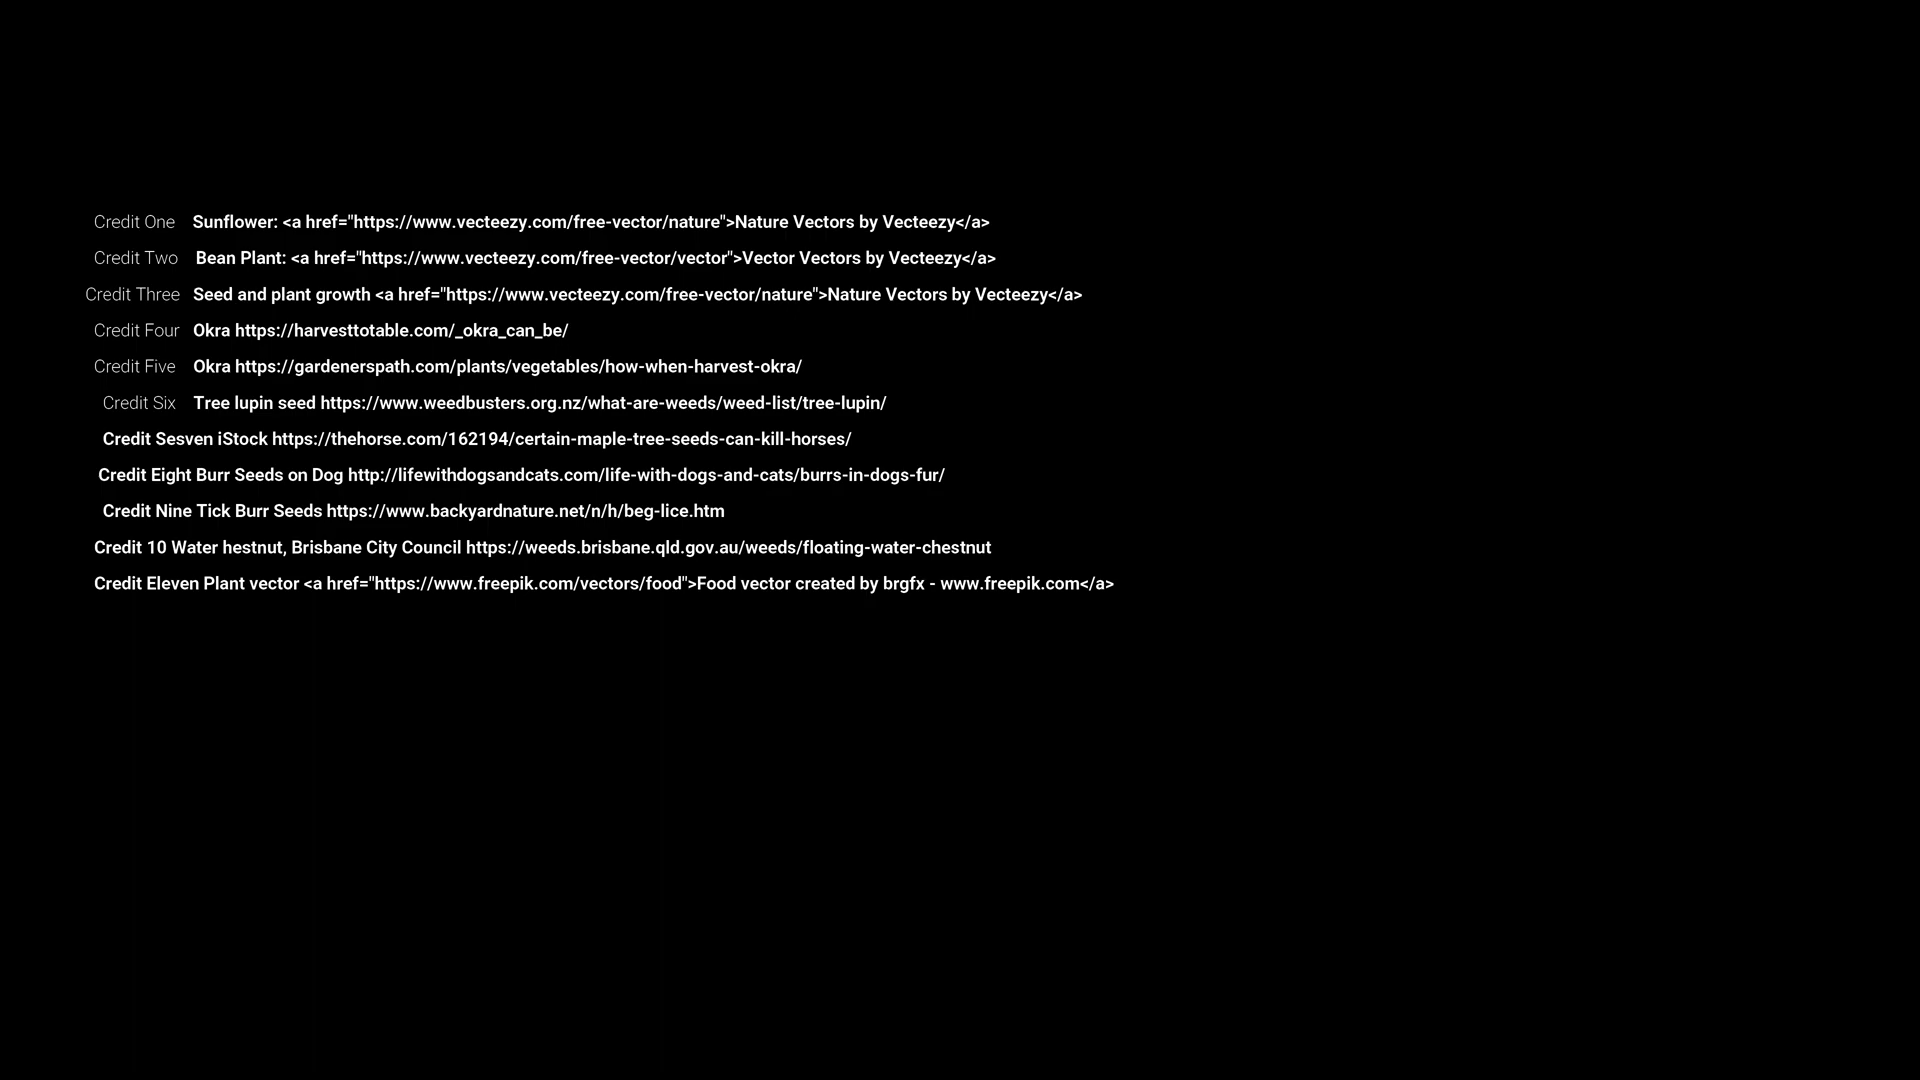 Credit One Sunflower: <a href="https://www.vecteezy.com/free-vector/nature">Nature Vectors by Vecteezy</a>
Credit Two Bean Plant: <a href="https://www.vecteezy.com/free-vector/vector">Vector Vectors by Vecteezy</a>
Credit Three Seed and plant growth <a href="https://www.vecteezy.com/free-vector/nature">Nature Vectors by Vecteezy</a>
Credit Four Okra https://harvesttotable.com/_okra_can_be/
Credit Five Okra https://gardenerspath.com/plants/vegetables/how-when-harvest-okra/
Credit Six Tree lupin seed https://www.weedbusters.org.nz/what-are-weeds/weed-list/tree-lupin/
Credit Sesven iStock https://thehorse.com/162194/certain-maple-tree-seeds-can-kill-horses/
Credit Eight Burr Seeds on Dog http://lifewithdogsandcats.com/life-with-dogs-and-cats/burrs-in-dogs-fur/
Credit Nine Tick Burr Seeds https://www.backyardnature.net/n/h/beg-lice.htm
Credit 10 Water hestnut, Brisbane City Council https://weeds.brisbane.qld.gov.au/weeds/floating-water-chestnut
Credit Eleven Plant vector <a href="https://www.freepik.com/vectors/food">Food vector created by brgfx - www.freepik.com</a>